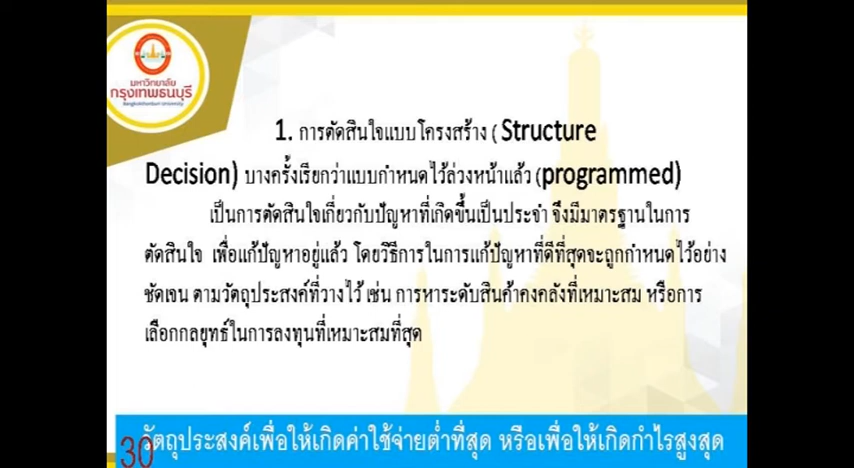 มหาวิทยาลัย
กรุงเทพธนบุรี
Bangkokthonburi University
1. การตัดสินใจแบบโครงสร้าง ( Structure
Decision) บางครั้งเรียกว่าแบบกำหนดไว้ล่วงหน้าแล้ว (programmed)
เป็นการตัดสินใจเกี่ยวกับปัญหาที่เกิดขึ้นเป็นประจำ จึงมีมาตรฐานในการ
ตัดสินใจ เพื่อแก้ปัญหาอยู่แล้ว โดยวิธีการในการแก้ปัญหาที่ดีที่สุดจะถูกกำหนดไว้อย่าง
ชัดเจน ตามวัตถุประสงค์ที่วางไว้ เช่น การหาระดับสินค้าคงคลังที่เหมาะสม หรือการ
เลือกกลยุทธ์ในการลงทุนที่เหมาะสมที่สุด
วัตถุประสงค์เพื่อให้เกิดค่าใช้จ่ายต่ำที่สุด หรือเพื่อให้เกิดกำไรสูงสุด
30